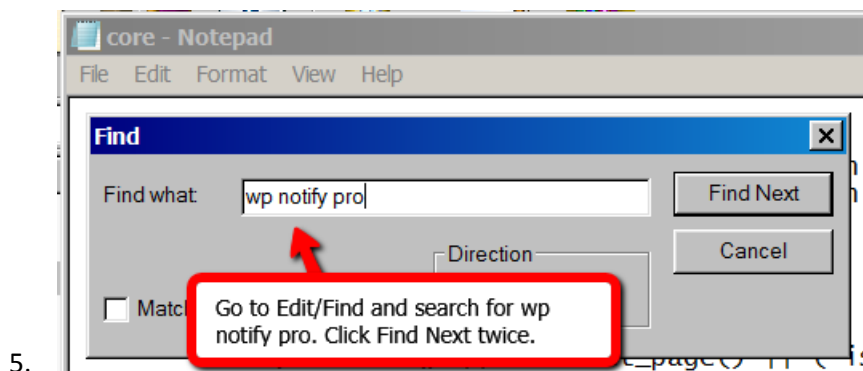 core - Notepad
File Edit Format View Help
Find
Find what: wp notify pro Find Next
Direction Cancel
Go to Edit/Find and search for wp
notify pro. Click Find Next twice.
5.